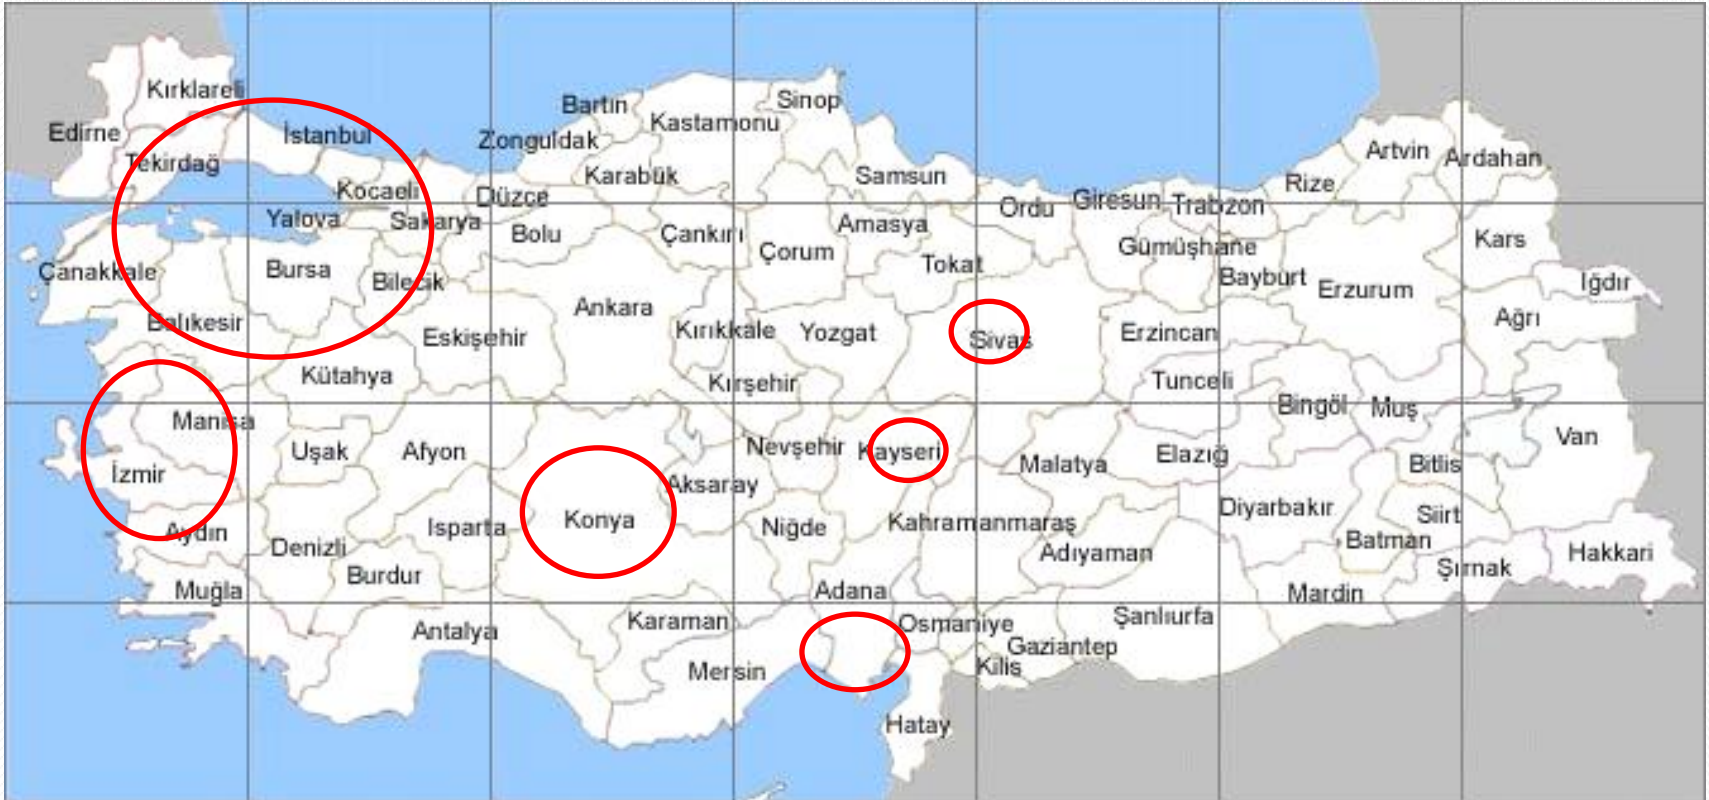 Kırklareli
Edirne
İstanbul
Tekirdağ
Kocaeli
Yalova
Sakarya
Düzce
Bolu
Zonguldak
Bartın
Karabük
Kastamonu
Sinop
Çankırı
Çorum
Samsun
Amasya
Tokat
Ordu
Giresun
Trabzon
Rize
Artvin
Ardahan
Gümüşhane
Bayburt
Erzurum
Kars
Iğdır
Ağrı
Çanakkale
Bursa
Bilecik
Balıkesir
Eskişehir
Ankara
Kırıkkale
Yozgat
Sivas
Erzincan
Tunceli
Kütahya
Kırşehir
Bingöl
Muş
Manisa
Uşak
Afyon
Nevşehir
Kayseri
Malatya
Elazığ
Bitlis
Van
İzmir
Aksaray
Konya
Isparta
Niğde
Kahramanmaraş
Diyarbakır
Siirt
Batman
Aydın
Denizli
Adıyaman
Şırnak
Hakkari
Muğla
Burdur
Adana
Mardin
Antalya
Karaman
Osmaniye
Şanlıurfa
Gaziantep
Kilis
Mersin
Hatay